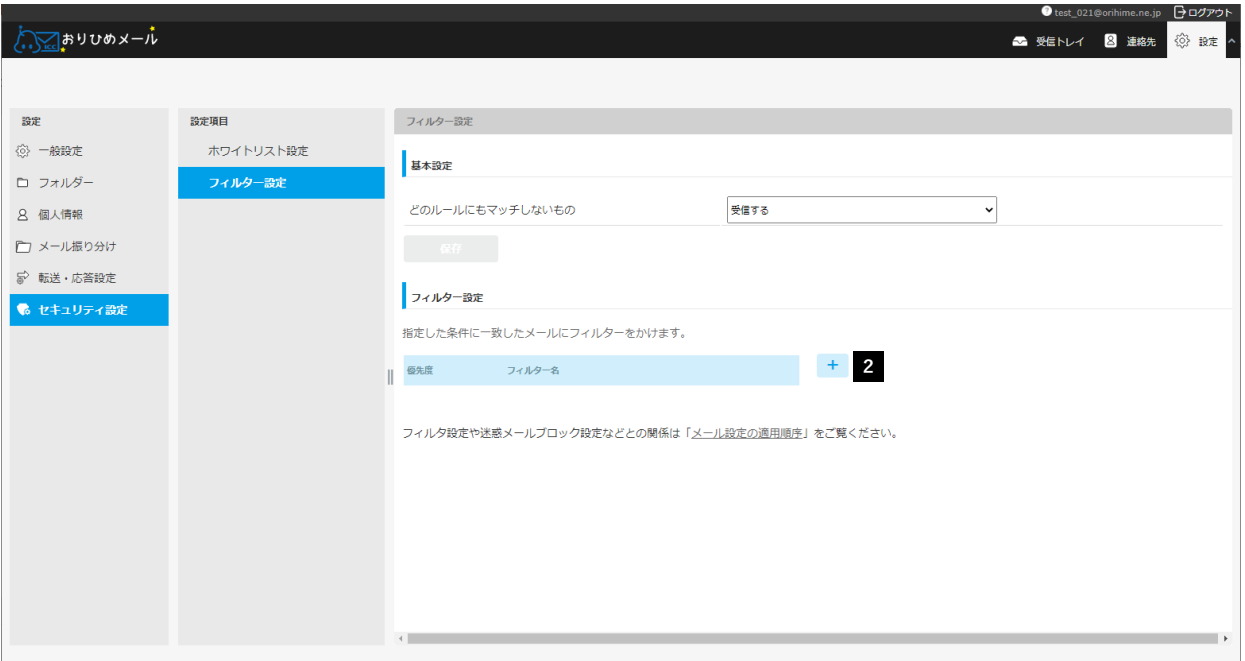 test_021@orihime.ne.jp ログアウト
ICC おりひめメール
受信トレイ 連絡先 設定
設定
一般設定
フォルダー
個人情報
メール振り分け
転送・応答設定
セキュリティ設定
設定項目
ホワイトリスト設定
フィルター設定
フィルター設定
基本設定
どのルールにもマッチしないもの 受信する
保存
フィルター設定
指定した条件に一致したメールにフィルターをかけます。
優先度 フィルター名 + 2
フィルタ設定や迷惑メールブロック設定などとの関係は「メール設定の適用順序」をご覧ください。